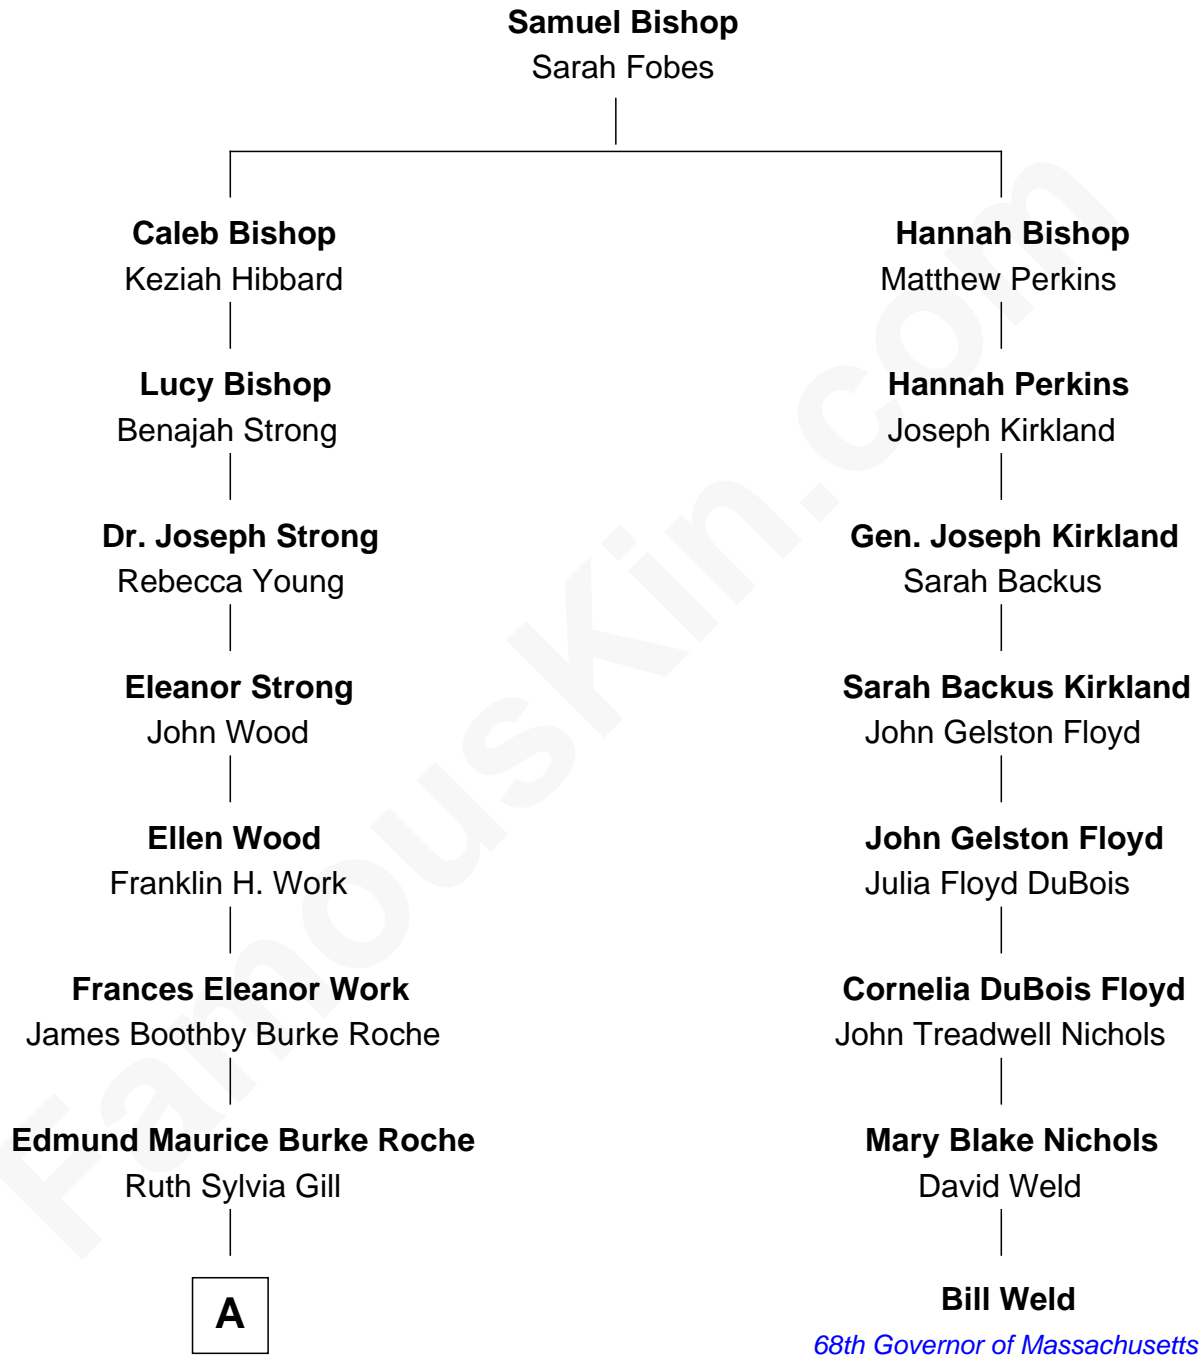 Samuel Bishop
Sarah Fobes
Caleb Bishop
Keziah Hibbard
Hannah Bishop
Matthew Perkins
Lucy Bishop
Benajah Strong
Hannah Perkins
Joseph Kirkland
Dr. Joseph Strong
Rebecca Young
Gen. Joseph Kirkland
Sarah Backus
Eleanor Strong
John Wood
Sarah Backus Kirkland
John Gelston Floyd
Ellen Wood
Franklin H. Work
John Gelston Floyd
Julia Floyd DuBois
Frances Eleanor Work
James Boothby Burke Roche
Cornelia DuBois Floyd
John Treadwell Nichols
Edmund Maurice Burke Roche
Ruth Sylvia Gill
Mary Blake Nichols
David Weld
A
Bill Weld
68th Governor of Massachusetts
FamousKin.com